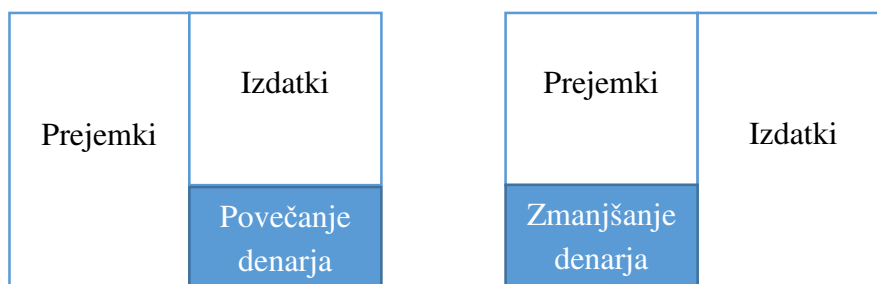 Prejemki
Izdatki
Povečanje
denarja
Prejemki
Zmanjšanje
denarja
Izdatki